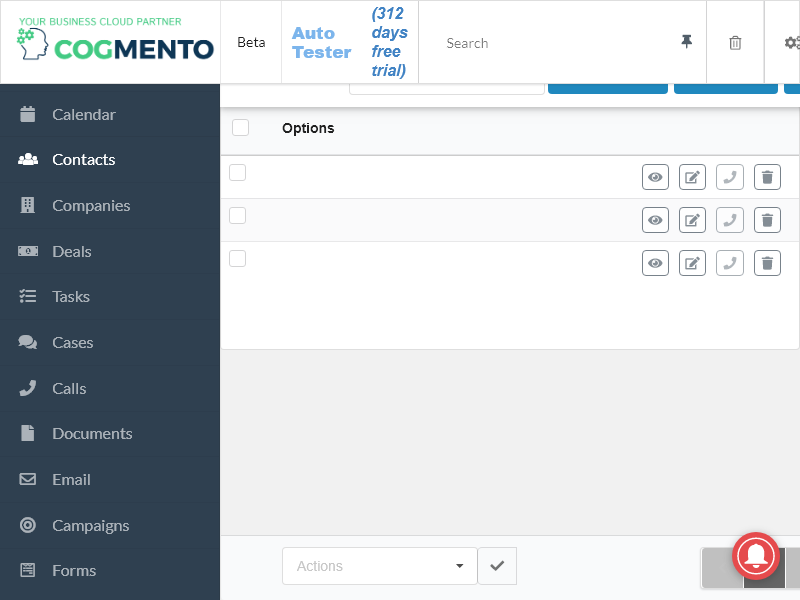 YOUR BUSINESS CLOUD PARTNER
COGMENTO
Beta
Auto
Tester
(312
days
free
trial)
Search
Calendar
Contacts
Companies
Deals
Tasks
Cases
Calls
Documents
Email
Campaigns
Forms
Options
Actions